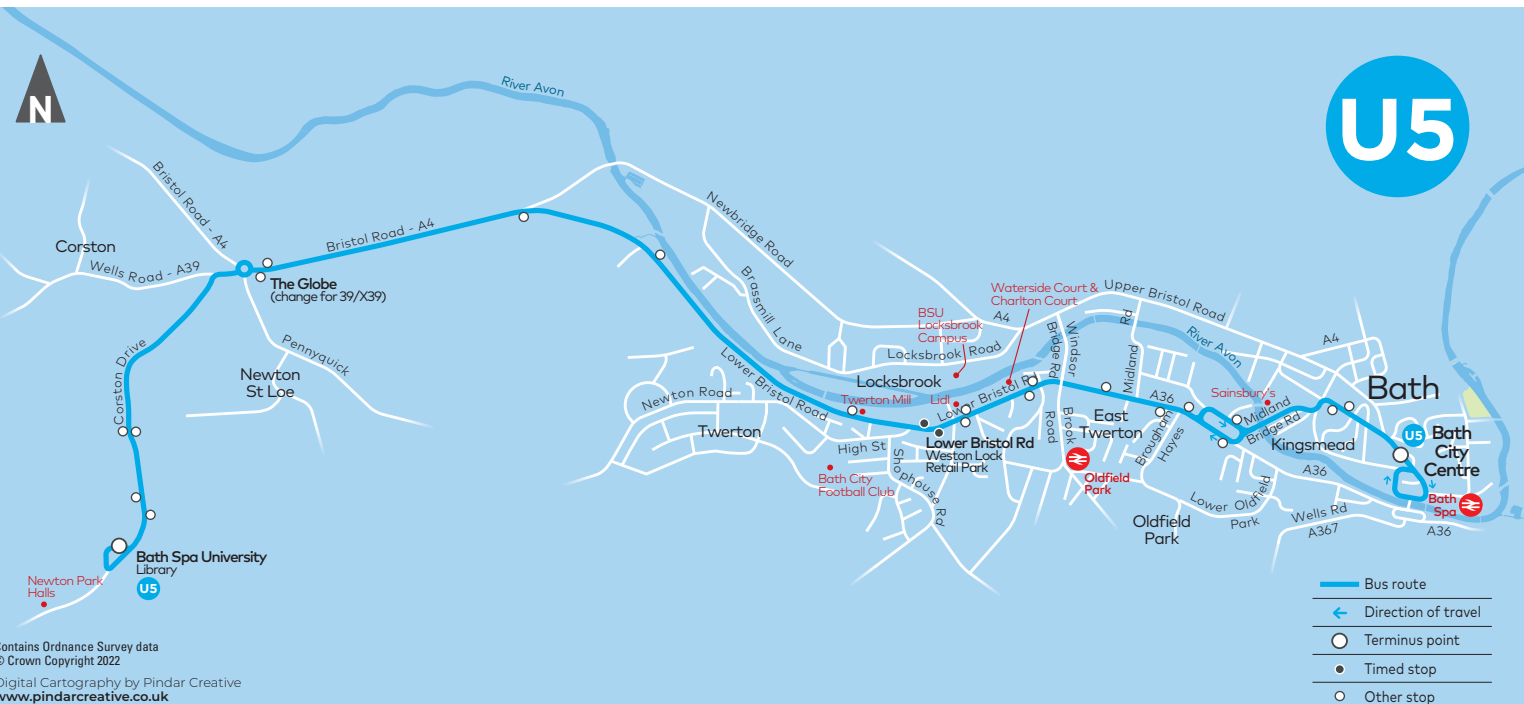 N
River Avon
U5
Bristol Road - A4
Corston
Wells Road - A39
Bristol Road - A4
The Globe
(change for 39/X39)
Newbridge Road
Brassmill Lane
Pennyquick
Newton
St Loe
Corston Drive
Bath Spa University
Library
U5
Newton Park
Halls
Lower Bristol Road
Newton Road
Twerton
High St
Twerton Mill
Bath City
Football Club
Shophouse Rd
Locksbrook
Locksbrook Road
BSU
Locksbrook
Campus
Waterside Court &
Charlton Court
A4
Upper Bristol Road
Lidl
Lower Bristol Rd
Lower Bristol Rd
Weston Lock
Retail Park
Windsor
Bridge Rd
Brook
Road
Midland
Rd
River Avon
A36
East
Twerton
Brougham
Hayes
Oldfield
Park
Oldfield
Park
Lower Oldfield
Park
Sainsbury's
Midland
Bridge Rd
Kingsmead
A4
Bath
U5
Bath
City
Centre
Bath
Spa
A36
Wells Rd
A367
A36
Bus route
Direction of travel
Terminus point
Timed stop
Other stop
ontains Ordnance Survey data
© Crown Copyright 2022
Digital Cartography by Pindar Creative
www.pindarcreative.co.uk